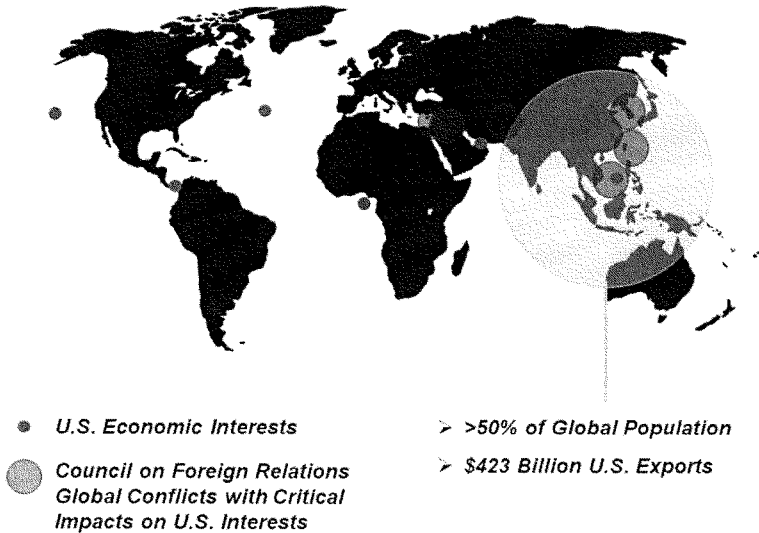 U.S. Economic Interests
Council on Foreign Relations
Global Conflicts with Critical
Impacts on U.S. Interests
➢ >50% of Global Population
➢ $423 Billion U.S. Exports